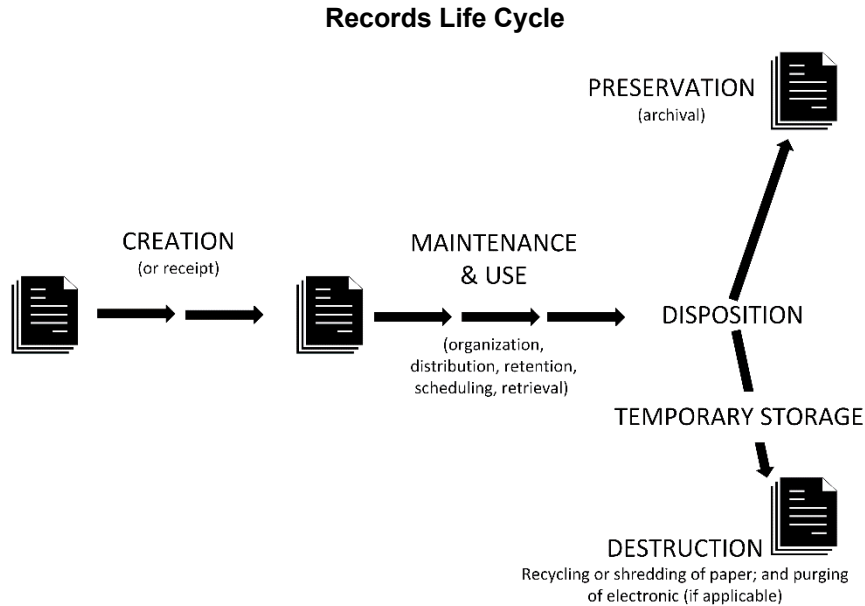 Records Life Cycle
PRESERVATION
(archival)
CREATION
(or receipt)
MAINTENANCE
& USE
(organization,
distribution, retention,
scheduling, retrieval)
DISPOSITION
TEMPORARY STORAGE
DESTRUCTION
Recycling or shredding of paper; and purging
of electronic (if applicable)